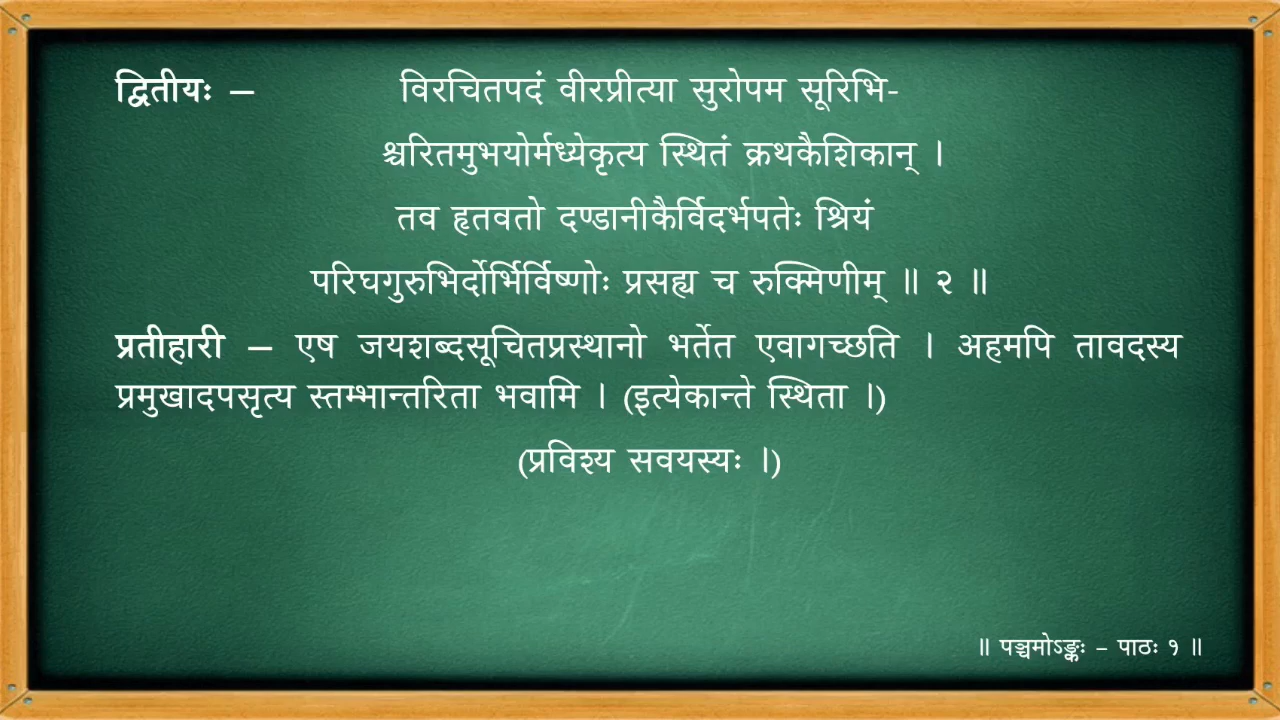 द्वितीयः – विरचितपदं वीरप्रीत्या सुरोपम सूरिभि-
श्चरितमुभयोर्मध्येकृत्य स्थितं क्रथकैशिकान् ।
तव हृतवतो दण्डानीकैर्विदर्भपतेः श्रियं
परिघगुरुभिर्दोर्भिर्विष्णोः प्रसह्य च रुक्मिणीम् ॥ २ ॥
प्रतीहारी – एष जयशब्दसूचितप्रस्थानो भर्तेत एवागच्छति । अहमपि तावदस्य
प्रमुखादपसृत्य स्तम्भान्तरिता भवामि । (इत्येकान्ते स्थिता ।)
(प्रविश्य सवयस्यः ।)
॥ पञ्चमोऽङ्कः – पाठः १ ॥